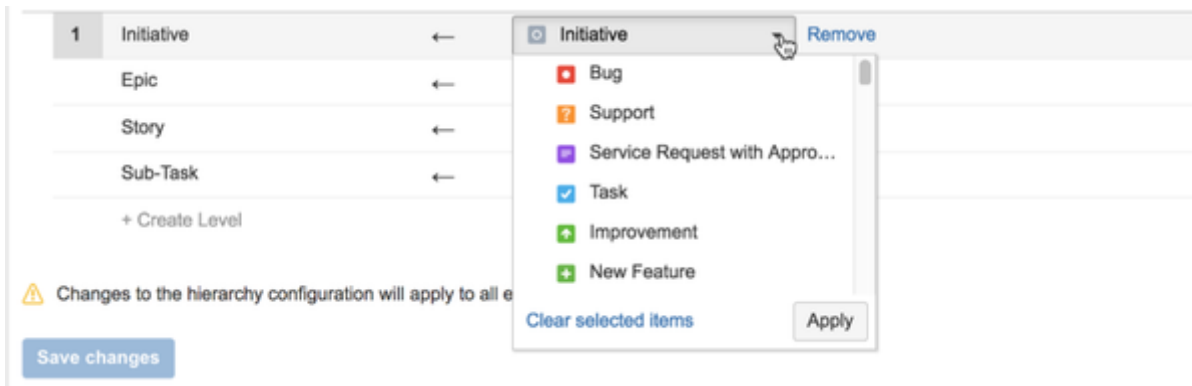 1 Initiative ← Initiative Remove
Bug
Epic ←
Support
Story ←
Service Request with Appro...
Sub-Task ←
Task
+ Create Level
Improvement
New Feature
Changes to the hierarchy configuration will apply to all e
Clear selected items Apply
Save changes